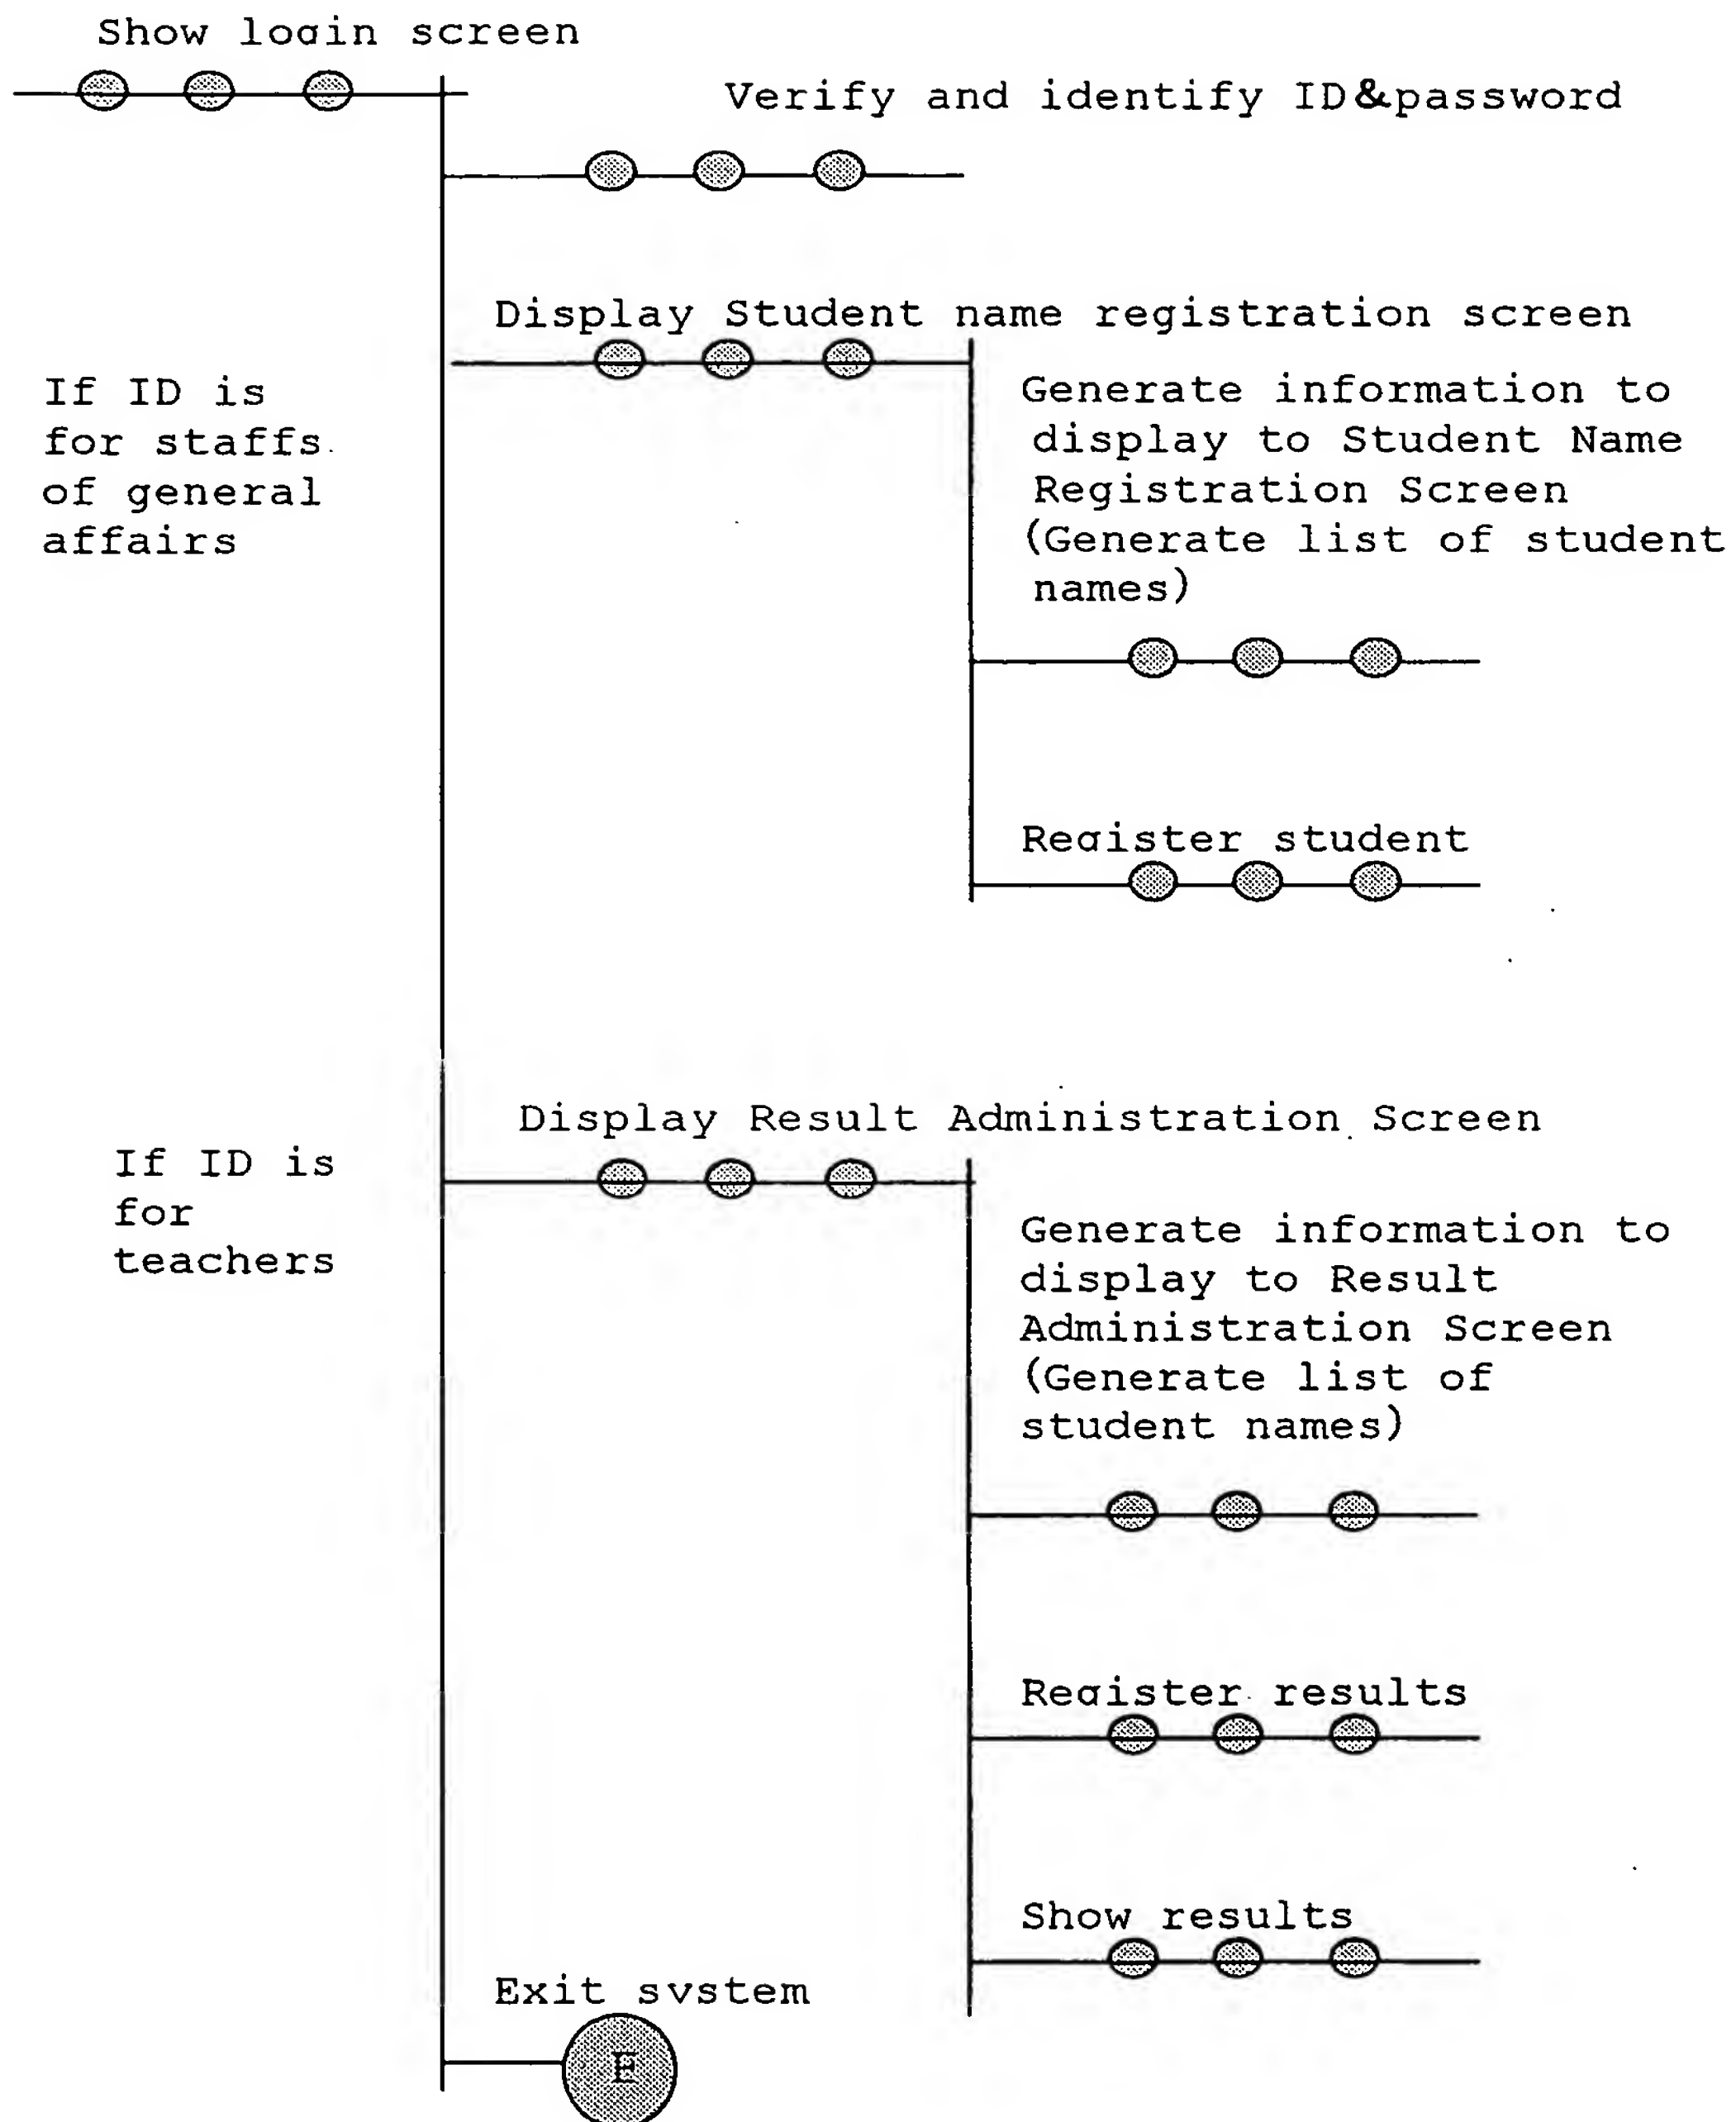 Show login screen
Verify and identify ID&password
Display Student name registration screen
If ID is
for staffs
of general
affairs
Generate information to
display to Student Name
Registration Screen
(Generate list of student
names)
Register student
Display Result Administration Screen
If ID is
for
teachers
Generate information to
display to Result
Administration Screen
(Generate list of
student names)
Register results
Show results
Exit system
E